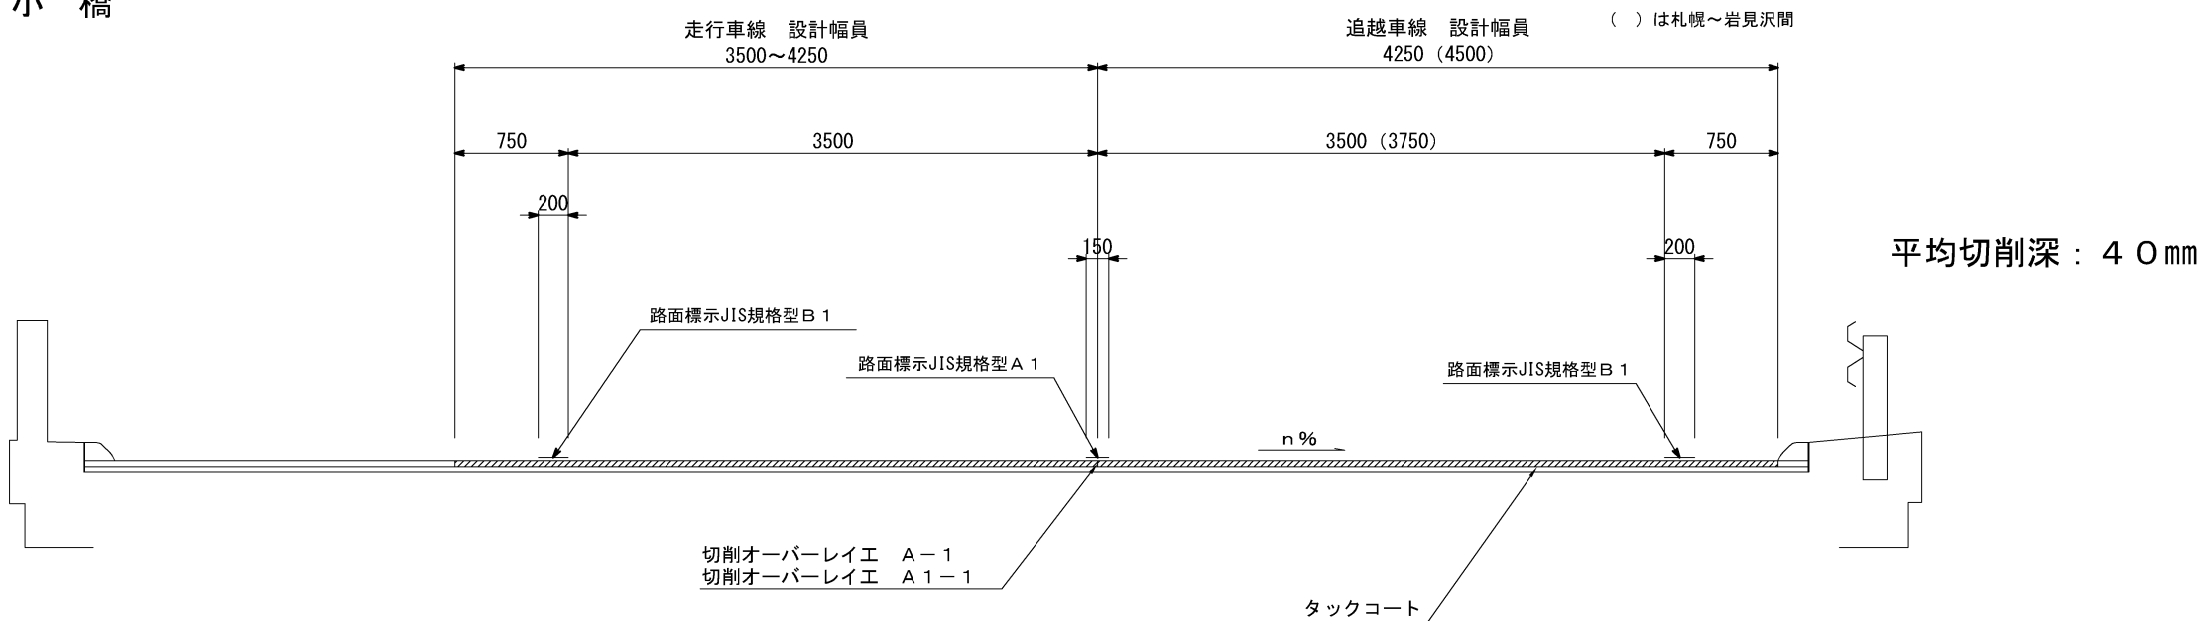 小　橋
走行車線　設計幅員
3500～4250
追越車線　設計幅員
4250 (4500)
（　）は札幌～岩見沢間
750
3500
3500 (3750)
750
200
150
200
平均切削深：４０㎜
路面標示JIS規格型Ｂ１
路面標示JIS規格型Ａ１
路面標示JIS規格型Ｂ１
n％
切削オーバーレイ工　Ａ－１
切削オーバーレイ工　Ａ１－１
タックコート